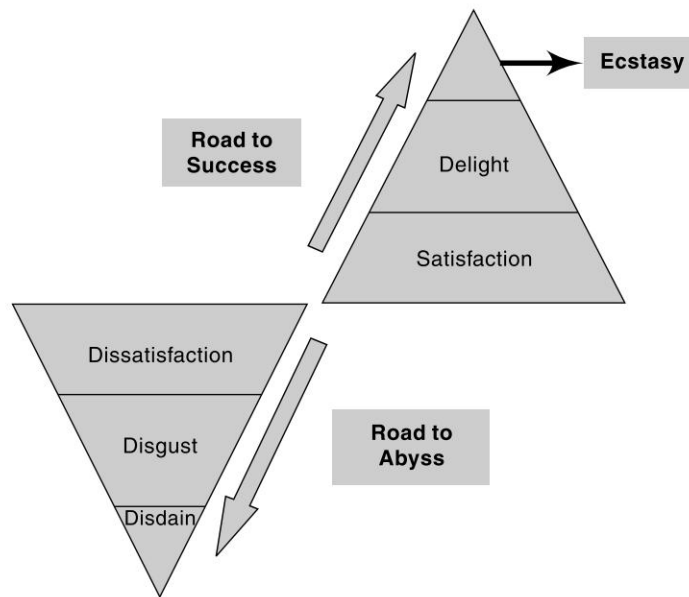 Ecstasy
Road to
Success
Delight
Satisfaction
Dissatisfaction
Disgust
Road to
Abyss
Disdain